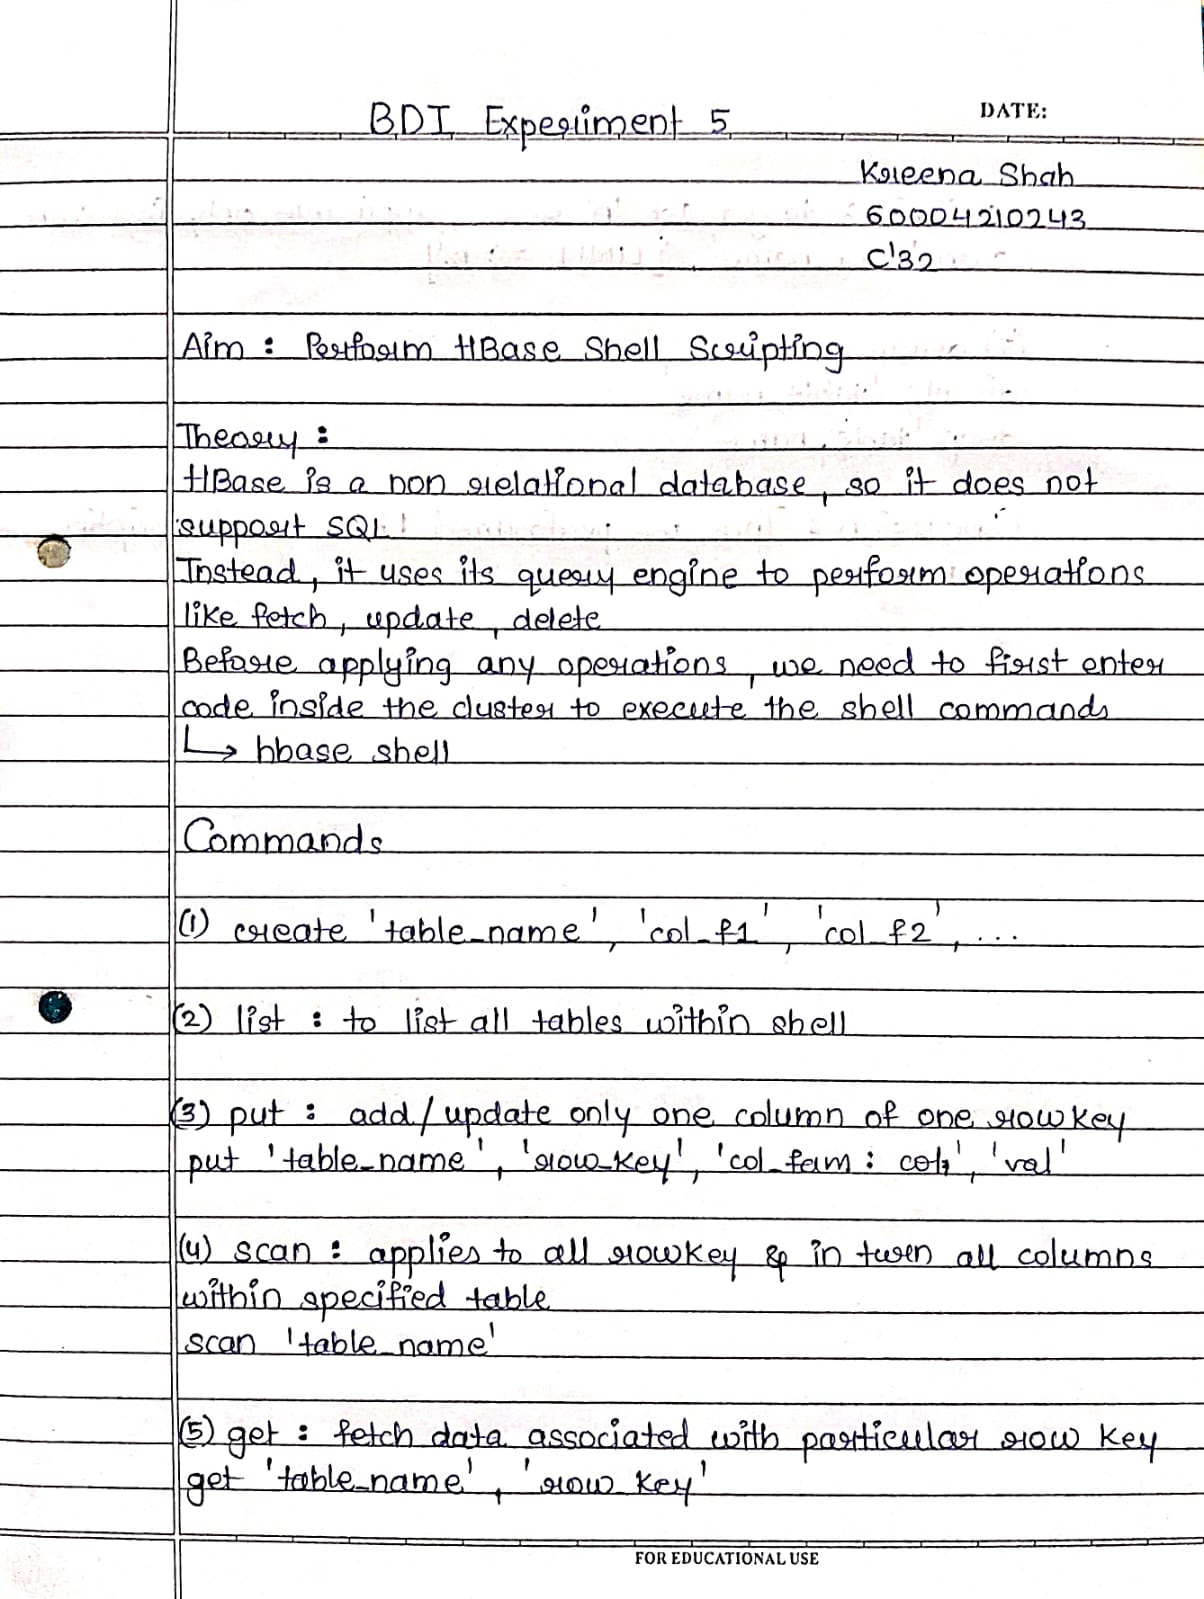 BDI Experiment 5
DATE:
Kreena Shah
60004210243
C'32
Aim : Perform HBase Shell Scripting
Theory :
HBase is a non relational database, so it does not
support SQL
Instead, it uses its query engine to perform operations
like fetch, update, delete
Before applying any operations, we need to first enter
code inside the cluster to execute the shell commands
↳ hbase shell
Commands
(1) create 'table_name', 'col_f1', 'col_f2', ...
(2) list : to list all tables within shell
(3) put : add/update only one column of one rowkey
put 'table_name', 'row_key', 'col_fam : col1', 'val'
(4) scan : applies to all rowkey & in turn all columns
within specified table
scan 'table_name'
(5) get : fetch data associated with particular row key
get 'table_name', 'row_key'
FOR EDUCATIONAL USE